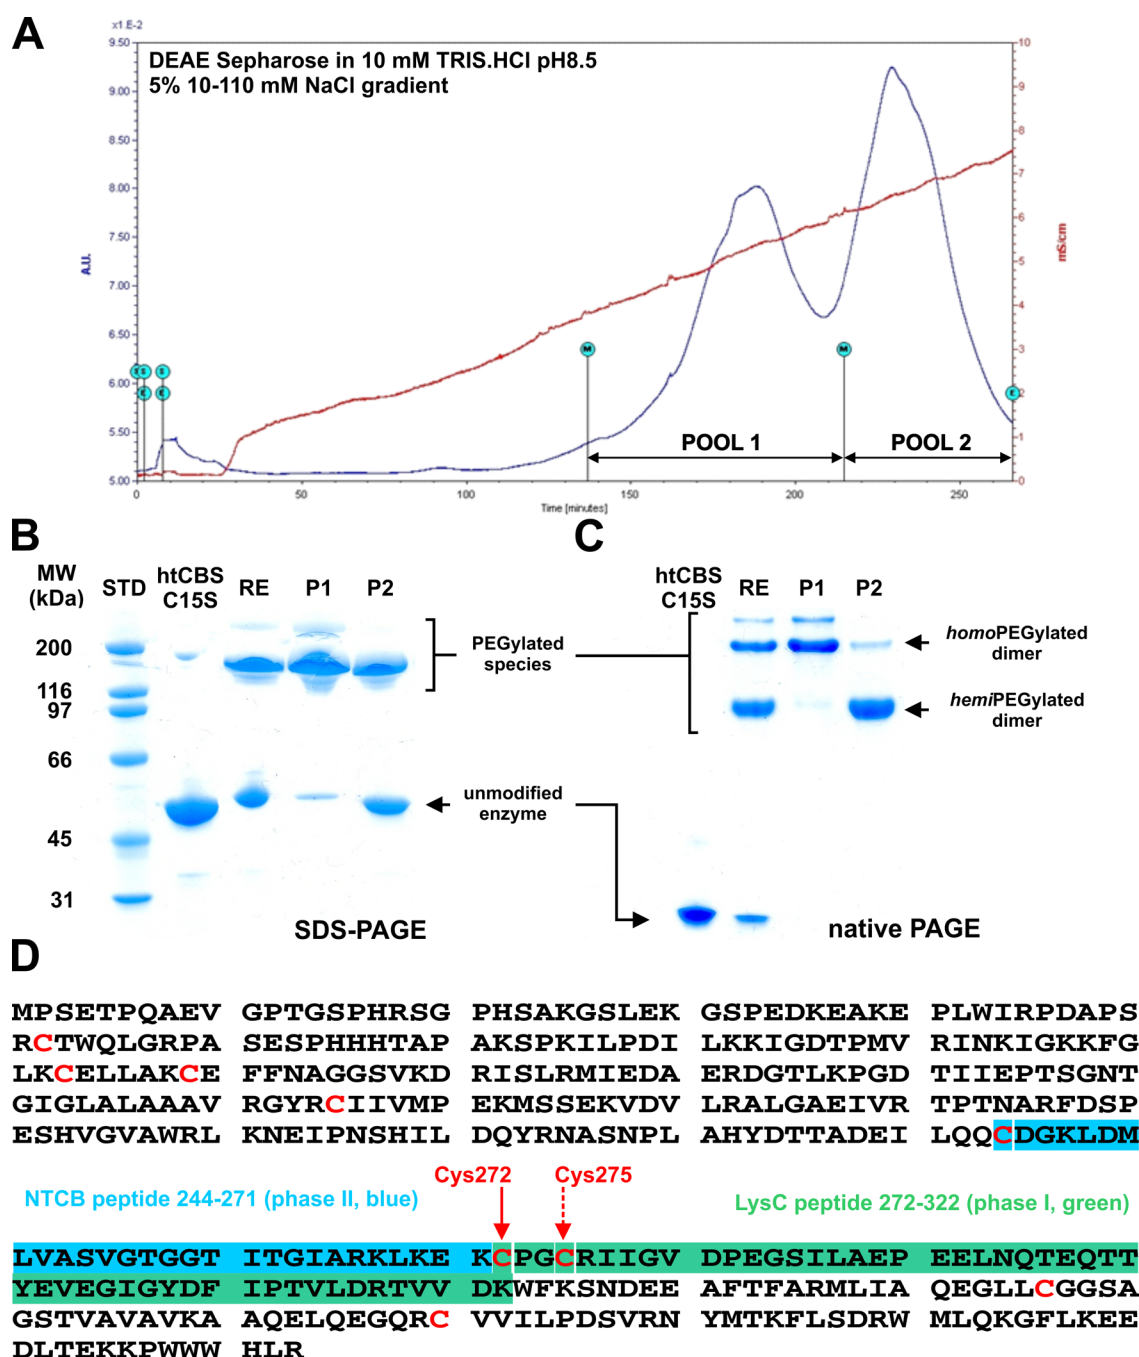 A
x1.E-2
DEAE Sepharose in 10 mM TRIS.HCl pH8.5
5% 10-110 mM NaCl gradient
9.50
9.00
8.50
8.00
7.50
7.00
6.50
6.00
5.50
5.00
A.U.
10
9
8
7
6
5
4
3
2
1
0
mS/cm
S S S
E E
M M
E
POOL 1 POOL 2
0 50 100 150 200 250
Time [minutes]
B
MW (kDa)
STD
htCBS C15S
RE
P1
P2
200
116
97
66
45
31
PEGylated species
unmodified enzyme
SDS-PAGE
C
htCBS C15S
RE
P1
P2
homoPEGylated dimer
hemiPEGylated dimer
native PAGE
D
MPSETPQAEV GPTGSPHRSG PHSAKGSLEK GSPEDKEAKE PLWIRPDAPS
RCTWQLGRPA SESPHHHTAP AKSPKILPDI LKKIGDTPMV RINKIGKKFG
LKCELLAKCE FFNAGGSVKD RISLRMIEDA ERDGTLKPGD TIIEPTSGNT
GIGLALAAAV RGYRCIIVMP EKMSSEKVDV LRALGAEIVR TPTNARFDSP
ESHVGVAWRL KNEIPNSHIL DQYRNASNPL AHYDTTADEI LQQCDGKLDM
Cys272 Cys275
NTCB peptide 244-271 (phase II, blue)
LysC peptide 272-322 (phase I, green)
LVASVGTGGT ITGIARKLKE KCPGCRIIGV DPEGSILAEP EELNQTEQTT
YEVEGIGYDF IPTVLDRTVV DKWFKSNDEE AFTFARMLIA QEGLLCGGSA
GSTVAVAVKA AQELQEGQRC VVILPDSVRN YMTKFLSDRW MLQKGFLKEE
DLTEKKPWWW HLR